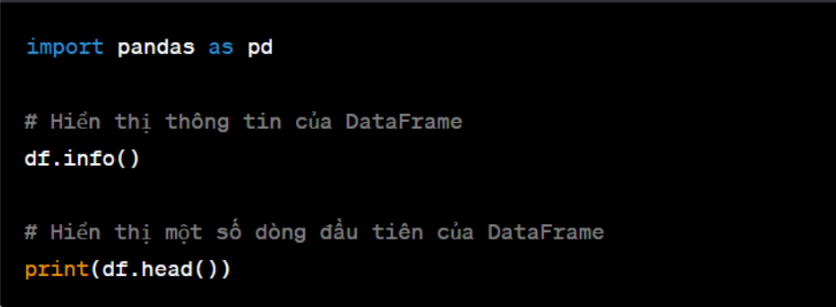 import pandas as pd
# Hiển thị thông tin của DataFrame
df.info()
# Hiển thị một số dòng đầu tiên của DataFrame
print(df.head())